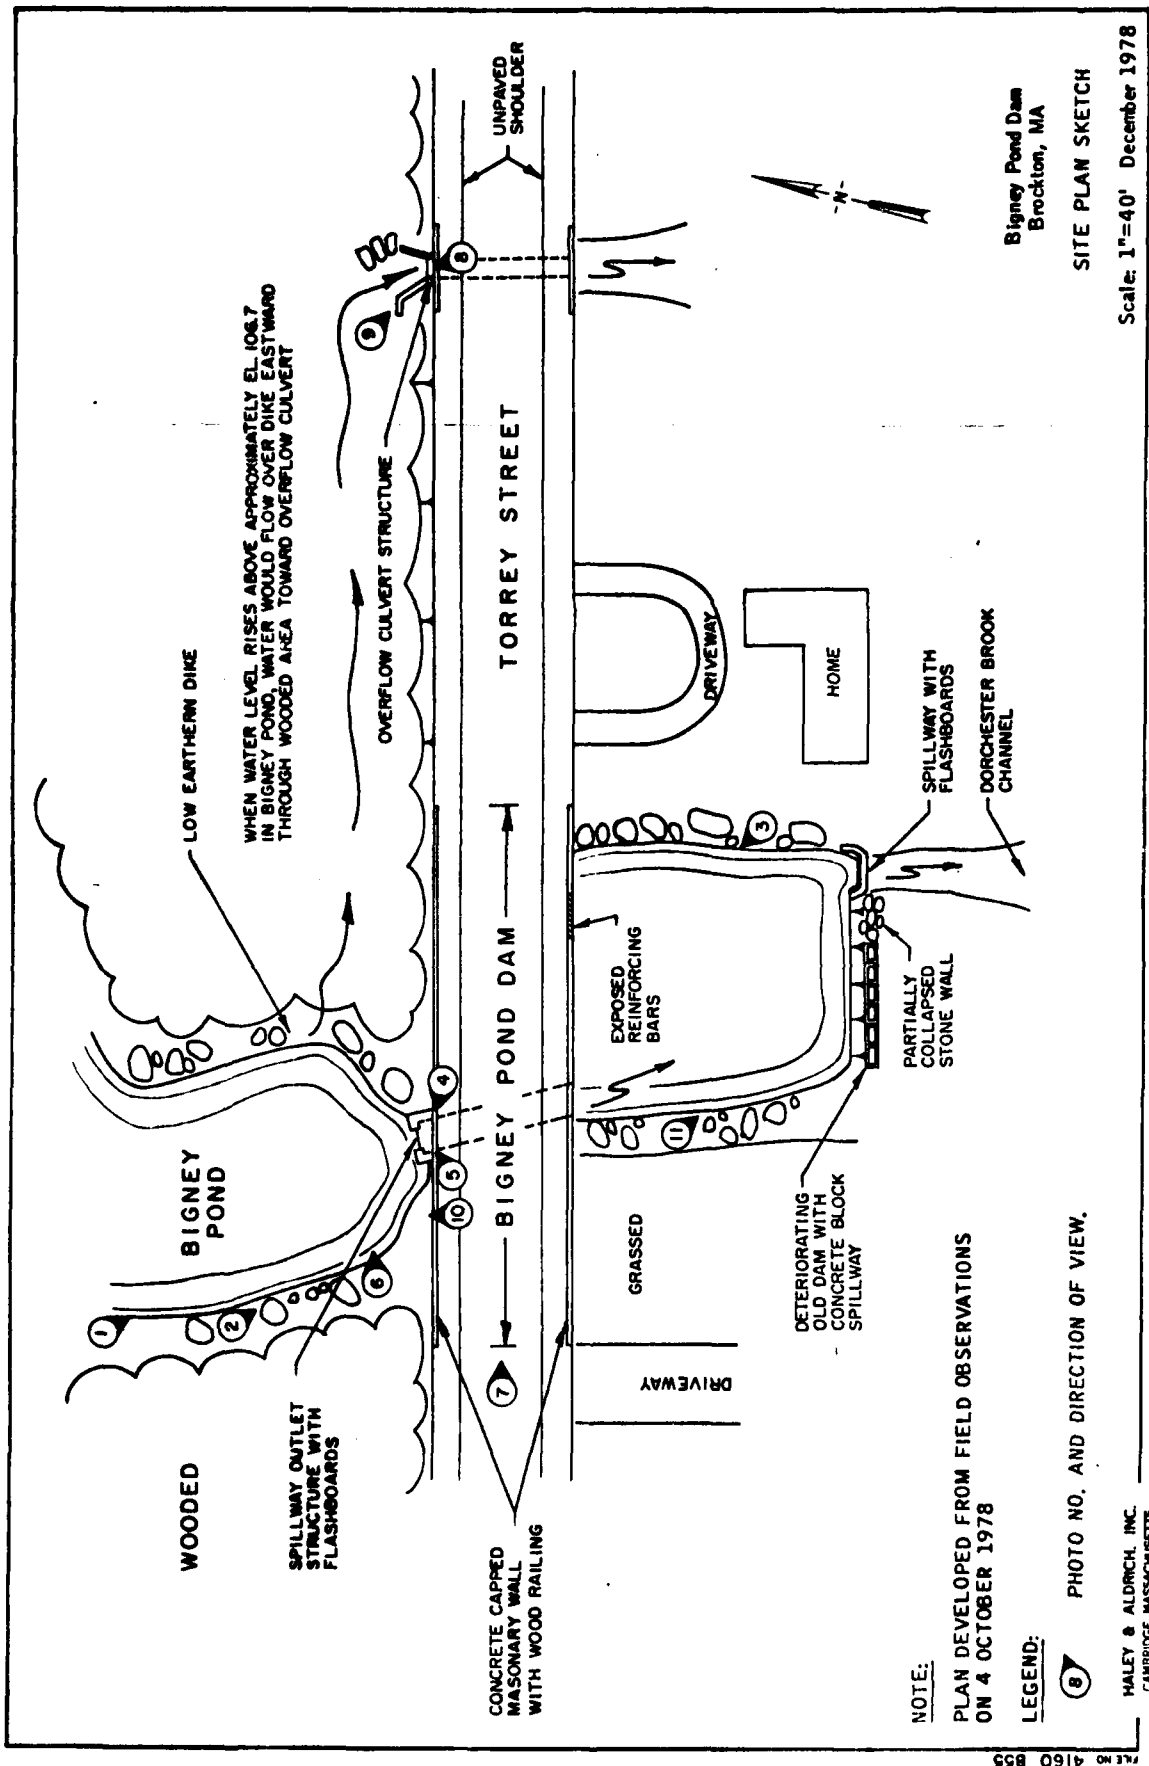 WOODED
BIGNEY
POND
LOW EARTHERN DIKE
WHEN WATER LEVEL RISES ABOVE APPROXIMATELY EL. 106.7
IN BIGNEY POND, WATER WOULD FLOW OVER DIKE EASTWARD
THROUGH WOODED AREA TOWARD OVERFLOW CULVERT
SPILLWAY OUTLET
STRUCTURE WITH
FLASHBOARDS
OVERFLOW CULVERT STRUCTURE
UNPAVED
SHOULDER
1
2
6
10
5
4
9
8
7
CONCRETE CAPPED
MASONARY WALL
WITH WOOD RAILING
BIGNEY POND DAM
TORREY STREET
DRIVEWAY
GRASSED
11
EXPOSED
REINFORCING
BARS
3
DRIVEWAY
HOME
DETERIORATING
OLD DAM WITH
CONCRETE BLOCK
SPILLWAY
PARTIALLY
COLLAPSED
STONE WALL
SPILLWAY WITH
FLASHBOARDS
DORCHESTER BROOK
CHANNEL
-N-
NOTE:
PLAN DEVELOPED FROM FIELD OBSERVATIONS
ON 4 OCTOBER 1978
LEGEND:
8 PHOTO NO. AND DIRECTION OF VIEW.
Bigney Pond Dam
Brockton, MA
SITE PLAN SKETCH
Scale: 1"=40' December 1978
HALEY & ALDRICH, INC.
CAMBRIDGE, MASSACHUSETTS
FILE NO 4160 B55